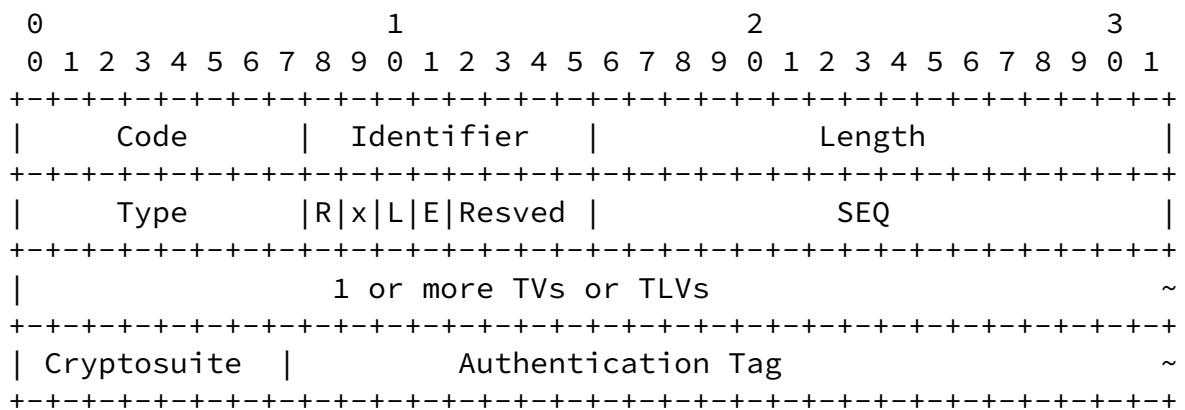 0                   1                   2                   3
 0 1 2 3 4 5 6 7 8 9 0 1 2 3 4 5 6 7 8 9 0 1 2 3 4 5 6 7 8 9 0 1
+-+-+-+-+-+-+-+-+-+-+-+-+-+-+-+-+-+-+-+-+-+-+-+-+-+-+-+-+-+-+-+-+
|     Code      |  Identifier   |            Length             |
+-+-+-+-+-+-+-+-+-+-+-+-+-+-+-+-+-+-+-+-+-+-+-+-+-+-+-+-+-+-+-+-+
|     Type      |R|x|L|E|Resved |             SEQ               |
+-+-+-+-+-+-+-+-+-+-+-+-+-+-+-+-+-+-+-+-+-+-+-+-+-+-+-+-+-+-+-+-+
|                 1 or more TVs or TLVs                         ~
+-+-+-+-+-+-+-+-+-+-+-+-+-+-+-+-+-+-+-+-+-+-+-+-+-+-+-+-+-+-+-+-+
| Cryptosuite  |         Authentication Tag                     ~
+-+-+-+-+-+-+-+-+-+-+-+-+-+-+-+-+-+-+-+-+-+-+-+-+-+-+-+-+-+-+-+-+